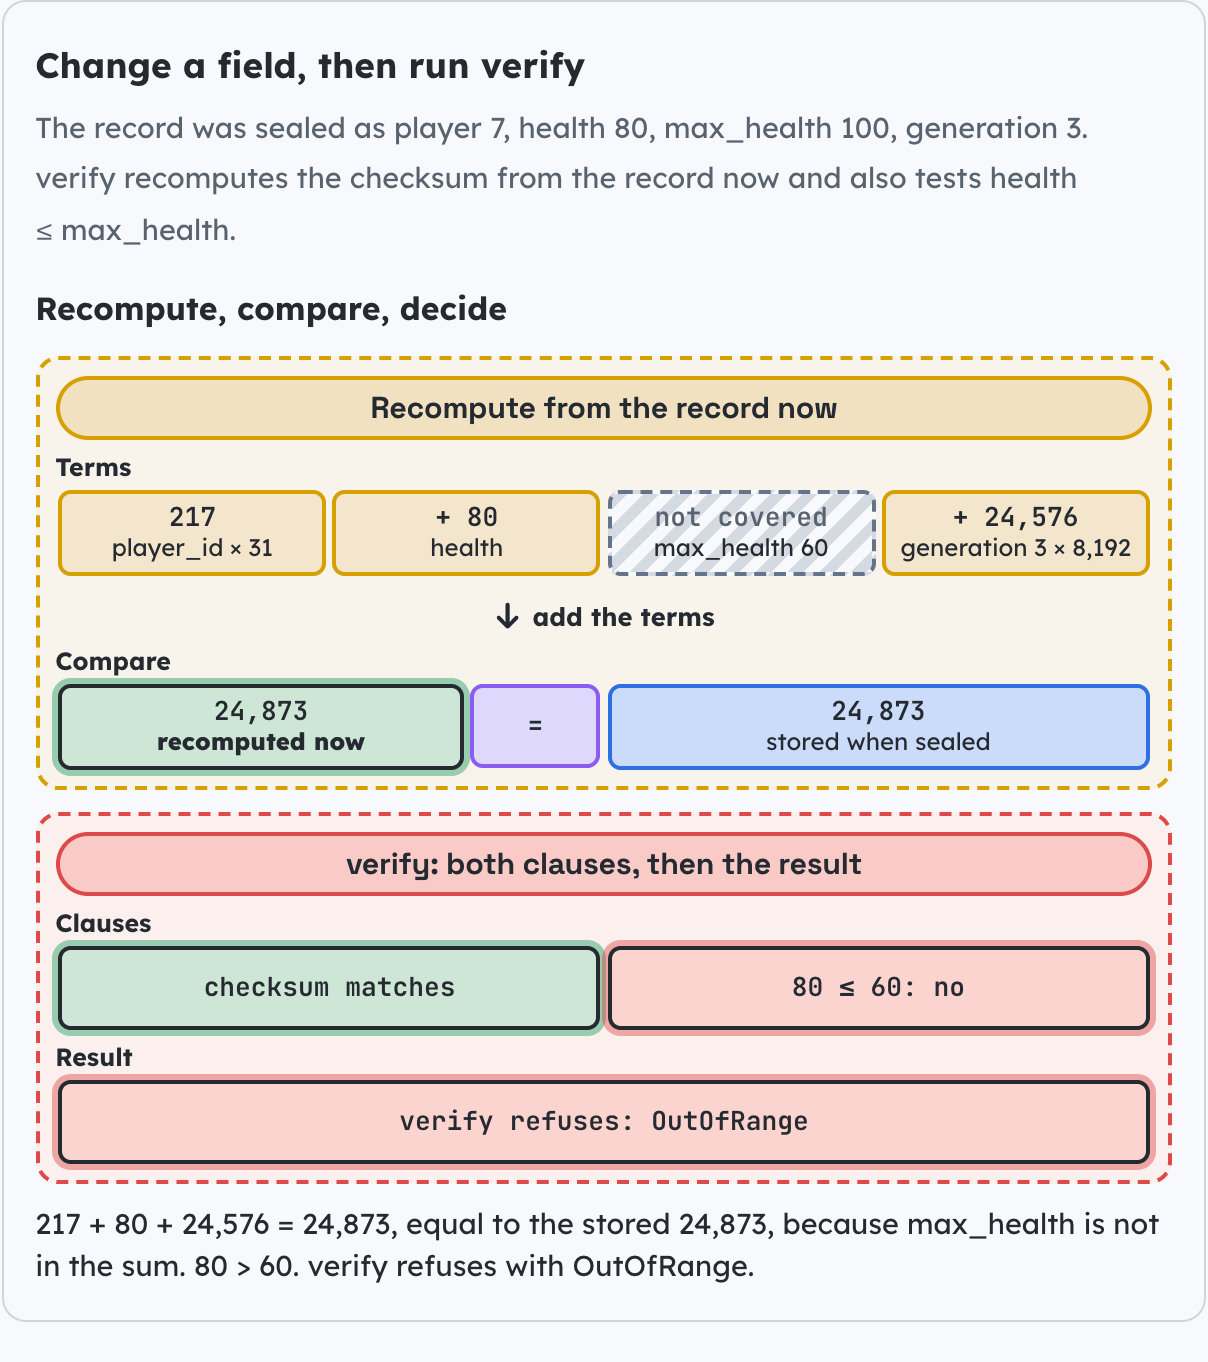 Change a field, then run verify
The record was sealed as player 7, health 80, max_health 100, generation 3.
verify recomputes the checksum from the record now and also tests health
≤ max_health.
Recompute, compare, decide
Recompute from the record now
Terms
217
player_id × 31
+ 80
health
not covered
max_health 60
+ 24,576
generation 3 × 8,192
↓ add the terms
Compare
24,873
recomputed now
=
24,873
stored when sealed
verify: both clauses, then the result
Clauses
checksum matches
80 ≤ 60: no
Result
verify refuses: OutOfRange
217 + 80 + 24,576 = 24,873, equal to the stored 24,873, because max_health is not
in the sum. 80 > 60. verify refuses with OutOfRange.